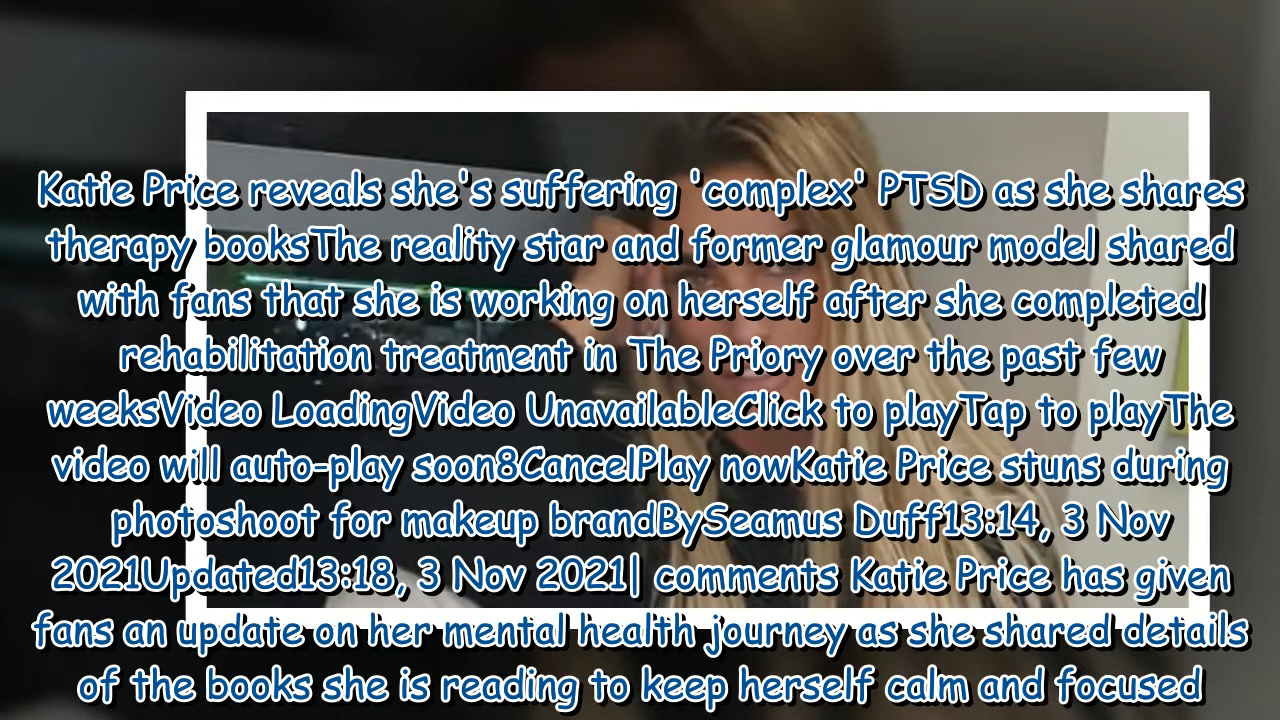 Katie Price reveals she's suffering 'complex' PTSD as she shares
therapy booksThe reality star and former glamour model shared
with fans that she is working on herself after she completed
rehabilitation treatment in The Priory over the past few
weeksVideo LoadingVideo UnavailableClick to playTap to playThe
video will auto-play soon8CancelPlay nowKatie Price stuns during
photoshoot for makeup brandBySeamus Duff13:14, 3 Nov
2021Updated13:18, 3 Nov 2021| comments Katie Price has given
fans an update on her mental health journey as she shared details
of the books she is reading to keep herself calm and focused